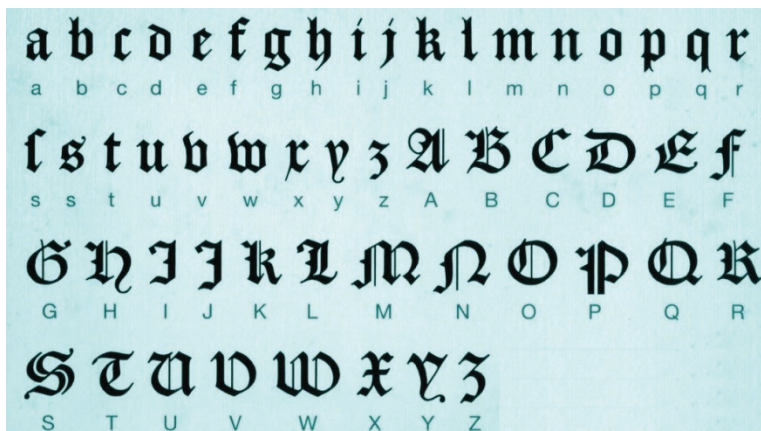 a b c d e f g h i j k l m n o p q r
a b c d e f g h i j k l m n o p q r
ſ s t u v w x y z A B C D E F
s s t u v w x y z A B C D E F
G H I J K L M N O P Q R
G H I J K L M N O P Q R
S T U V W X Y Z
S T U V W X Y Z